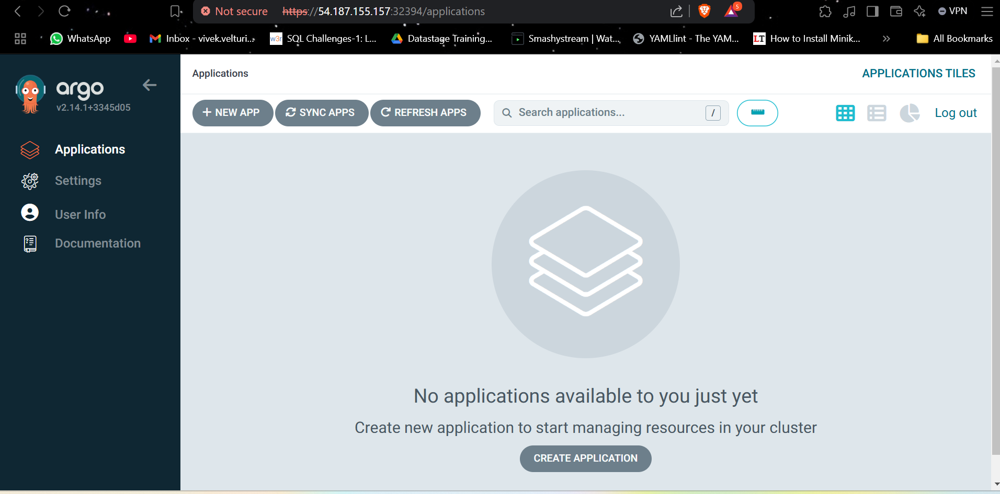 Not secure https://54.187.155.157:32394/applications 5 VPN
WhatsApp Inbox - vivek.velturi... w3r SQL Challenges-1: L... Datastage Training... Smashystream | Wat... YAMLlint - The YAM... LT How to Install Minik... » All Bookmarks
argo
v2.14.1+3345d05
Applications
Settings
User Info
Documentation
Applications APPLICATIONS TILES
+ NEW APP SYNC APPS REFRESH APPS Search applications... / Log out
No applications available to you just yet
Create new application to start managing resources in your cluster
CREATE APPLICATION